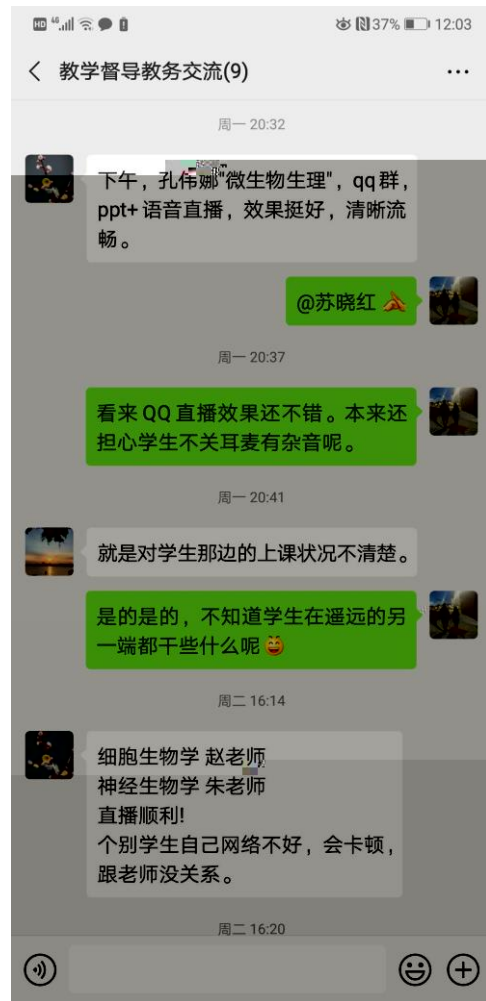 HD 46 37% 12:03
教学督导教务交流(9)
周一 20:32
下午，孔伟娜"微生物生理"，qq群，
ppt+语音直播，效果挺好，清晰流
畅。
@苏晓红
周一 20:37
看来QQ直播效果还不错。本来还
担心学生不关耳麦有杂音呢。
周一 20:41
就是对学生那边的上课状况不清楚。
是的是的，不知道学生在遥远的另
一端都干些什么呢
周二 16:14
细胞生物学 赵老师
神经生物学 朱老师
直播顺利!
个别学生自己网络不好，会卡顿，
跟老师没关系。
周二 16:20